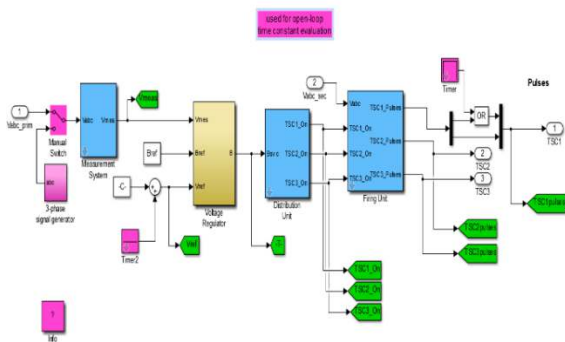 used for open-loop
time constant evaluation
1
Vabc_prim
Manual
Switch
abc
3-phase
signal generator
Vabc
Vmes
Measurement
System
Vmeas
Bref
-C-
Timer2
Vref
Vmes
Bref
Vref
B
Voltage
Regulator
Bsvc
TSC1_On
TSC2_On
TSC3_On
Distribution
Unit
TSC1_On
TSC2_On
TSC3_On
2
Vabc_sec
Vabc
TSC1_On
TSC2_On
TSC3_On
TSC1_Pulses
TSC2_Pulses
TSC3_Pulses
Firing Unit
Timer
OR
Pulses
1
TSC1
2
TSC2
3
TSC3
TSC1pulses
TSC2pulses
TSC3pulses
?
Info